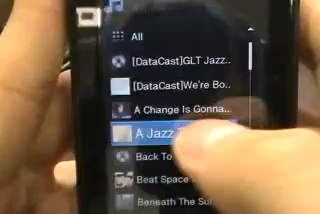 All
[DataCast]GLT Jazz..
[DataCast]We're Bo..
A Change Is Gonna..
A Jazz
Back To
Beat Space
Beneath The Su